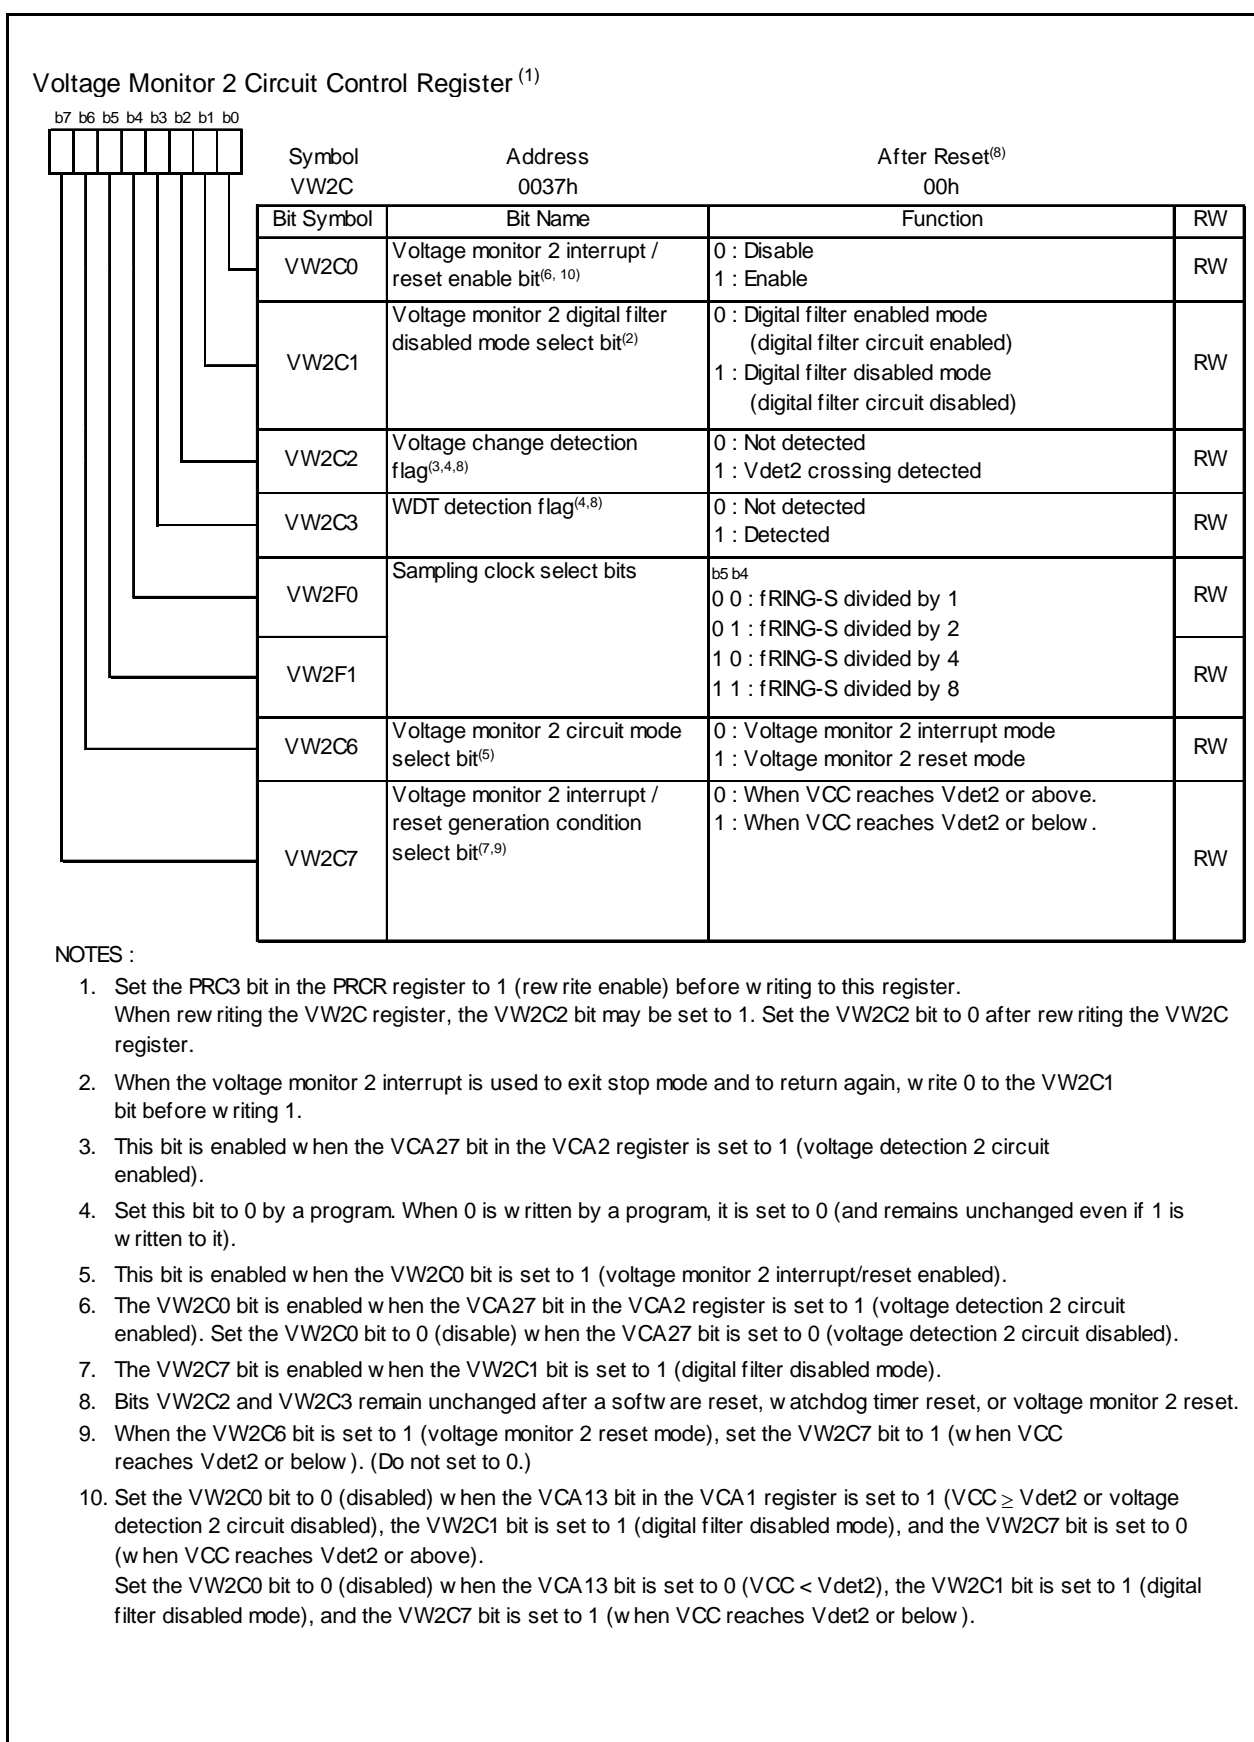 Voltage Monitor 2 Circuit Control Register (1)
b7 b6 b5 b4 b3 b2 b1 b0
Symbol Address After Reset(8)
VW2C 0037h 00h
Bit Symbol Bit Name Function RW
VW2C0 Voltage monitor 2 interrupt / reset enable bit(6, 10) 0 : Disable
1 : Enable RW
VW2C1 Voltage monitor 2 digital filter disabled mode select bit(2) 0 : Digital filter enabled mode
(digital filter circuit enabled)
1 : Digital filter disabled mode
(digital filter circuit disabled) RW
VW2C2 Voltage change detection flag(3,4,8) 0 : Not detected
1 : Vdet2 crossing detected RW
VW2C3 WDT detection flag(4,8) 0 : Not detected
1 : Detected RW
VW2F0 Sampling clock select bits b5 b4
0 0 : fRING-S divided by 1 RW
0 1 : fRING-S divided by 2
VW2F1 1 0 : fRING-S divided by 4
1 1 : fRING-S divided by 8 RW
VW2C6 Voltage monitor 2 circuit mode select bit(5) 0 : Voltage monitor 2 interrupt mode
1 : Voltage monitor 2 reset mode RW
VW2C7 Voltage monitor 2 interrupt / reset generation condition select bit(7,9) 0 : When VCC reaches Vdet2 or above.
1 : When VCC reaches Vdet2 or below. RW
NOTES :
1. Set the PRC3 bit in the PRCR register to 1 (rewrite enable) before writing to this register.
When rewriting the VW2C register, the VW2C2 bit may be set to 1. Set the VW2C2 bit to 0 after rewriting the VW2C
register.
2. When the voltage monitor 2 interrupt is used to exit stop mode and to return again, write 0 to the VW2C1
bit before writing 1.
3. This bit is enabled when the VCA27 bit in the VCA2 register is set to 1 (voltage detection 2 circuit
enabled).
4. Set this bit to 0 by a program. When 0 is written by a program, it is set to 0 (and remains unchanged even if 1 is
written to it).
5. This bit is enabled when the VW2C0 bit is set to 1 (voltage monitor 2 interrupt/reset enabled).
6. The VW2C0 bit is enabled when the VCA27 bit in the VCA2 register is set to 1 (voltage detection 2 circuit
enabled). Set the VW2C0 bit to 0 (disable) when the VCA27 bit is set to 0 (voltage detection 2 circuit disabled).
7. The VW2C7 bit is enabled when the VW2C1 bit is set to 1 (digital filter disabled mode).
8. Bits VW2C2 and VW2C3 remain unchanged after a software reset, watchdog timer reset, or voltage monitor 2 reset.
9. When the VW2C6 bit is set to 1 (voltage monitor 2 reset mode), set the VW2C7 bit to 1 (when VCC
reaches Vdet2 or below). (Do not set to 0.)
10. Set the VW2C0 bit to 0 (disabled) when the VCA13 bit in the VCA1 register is set to 1 (VCC ≥ Vdet2 or voltage
detection 2 circuit disabled), the VW2C1 bit is set to 1 (digital filter disabled mode), and the VW2C7 bit is set to 0
(when VCC reaches Vdet2 or above).
Set the VW2C0 bit to 0 (disabled) when the VCA13 bit is set to 0 (VCC < Vdet2), the VW2C1 bit is set to 1 (digital
filter disabled mode), and the VW2C7 bit is set to 1 (when VCC reaches Vdet2 or below).